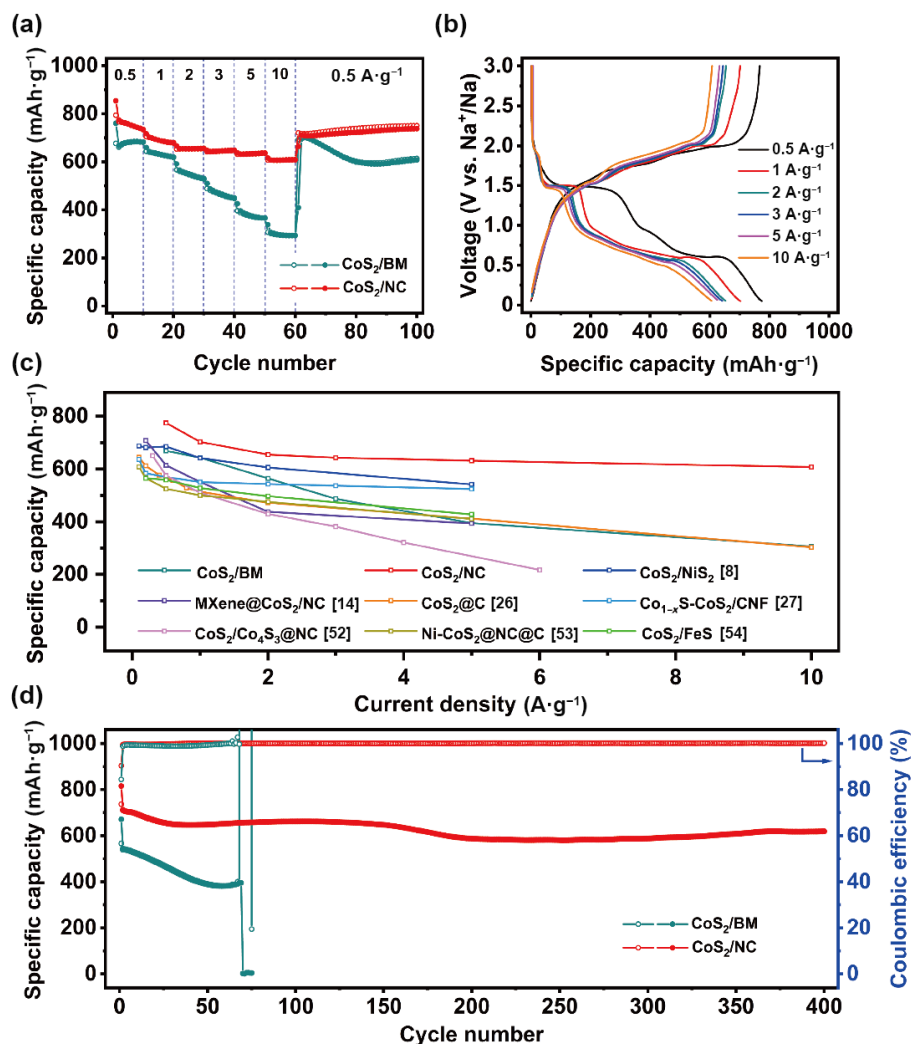 (a)
Specific capacity (mAh·g⁻¹)
1000
800
600
400
200
0
0.5 1 2 3 5 10 0.5 A·g⁻¹
CoS₂/BM
CoS₂/NC
0 20 40 60 80 100
Cycle number
(b)
Voltage (V vs. Na⁺/Na)
3.0
2.5
2.0
1.5
1.0
0.5
0.0
0.5 A·g⁻¹
1 A·g⁻¹
2 A·g⁻¹
3 A·g⁻¹
5 A·g⁻¹
10 A·g⁻¹
0 200 400 600 800 1000
Specific capacity (mAh·g⁻¹)
(c)
Specific capacity (mAh·g⁻¹)
800
600
400
200
0
CoS₂/BM CoS₂/NC CoS₂/NiS₂ [8]
MXene@CoS₂/NC [14] CoS₂@C [26] Co₁₋ₓS-CoS₂/CNF [27]
CoS₂/Co₄S₃@NC [52] Ni-CoS₂@NC@C [53] CoS₂/FeS [54]
0 2 4 6 8 10
Current density (A·g⁻¹)
(d)
Specific capacity (mAh·g⁻¹)
1000
800
600
400
200
0
CoS₂/BM
CoS₂/NC
0 50 100 150 200 250 300 350 400
Cycle number
100
80
60
40
20
0
Coulombic efficiency (%)